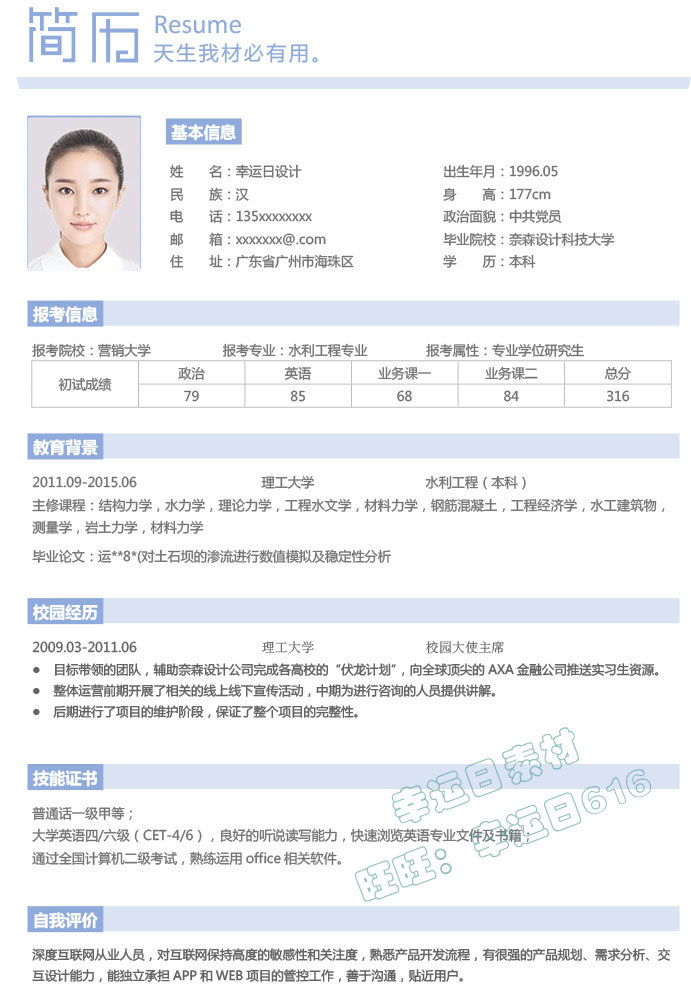 简历 Resume
天生我材必有用。
基本信息
姓 名：幸运日设计 出生年月：1996.05
民 族：汉 身 高：177cm
电 话：135xxxxxxxx 政治面貌：中共党员
邮 箱：xxxxxxx@.com 毕业院校：奈森设计科技大学
住 址：广东省广州市海珠区 学 历：本科
报考信息
报考院校：营销大学 报考专业：水利工程专业 报考属性：专业学位研究生
初试成绩 政治 英语 业务课一 业务课二 总分
79 85 68 84 316
教育背景
2011.09-2015.06 理工大学 水利工程（本科）
主修课程：结构力学，水力学，理论力学，工程水文学，材料力学，钢筋混凝土，工程经济学，水工建筑物，
测量学，岩土力学，材料力学
毕业论文：运**8*(对土石坝的渗流进行数值模拟及稳定性分析
校园经历
2009.03-2011.06 理工大学 校园大使主席
● 目标带领的团队，辅助奈森设计公司完成各高校的“伏龙计划”，向全球顶尖的 AXA 金融公司推送实习生资源。
● 整体运营前期开展了相关的线上线下宣传活动，中期为进行咨询的人员提供讲解。
● 后期进行了项目的维护阶段，保证了整个项目的完整性。
技能证书
普通话一级甲等；
大学英语四/六级（CET-4/6），良好的听说读写能力，快速浏览英语专业文件及书籍；
通过全国计算机二级考试，熟练运用 office 相关软件。
幸运日素材
旺旺：幸运日616
自我评价
深度互联网从业人员，对互联网保持高度的敏感性和关注度，熟悉产品开发流程，有很强的产品规划、需求分析、交
互设计能力，能独立承担 APP 和 WEB 项目的管控工作，善于沟通，贴近用户。